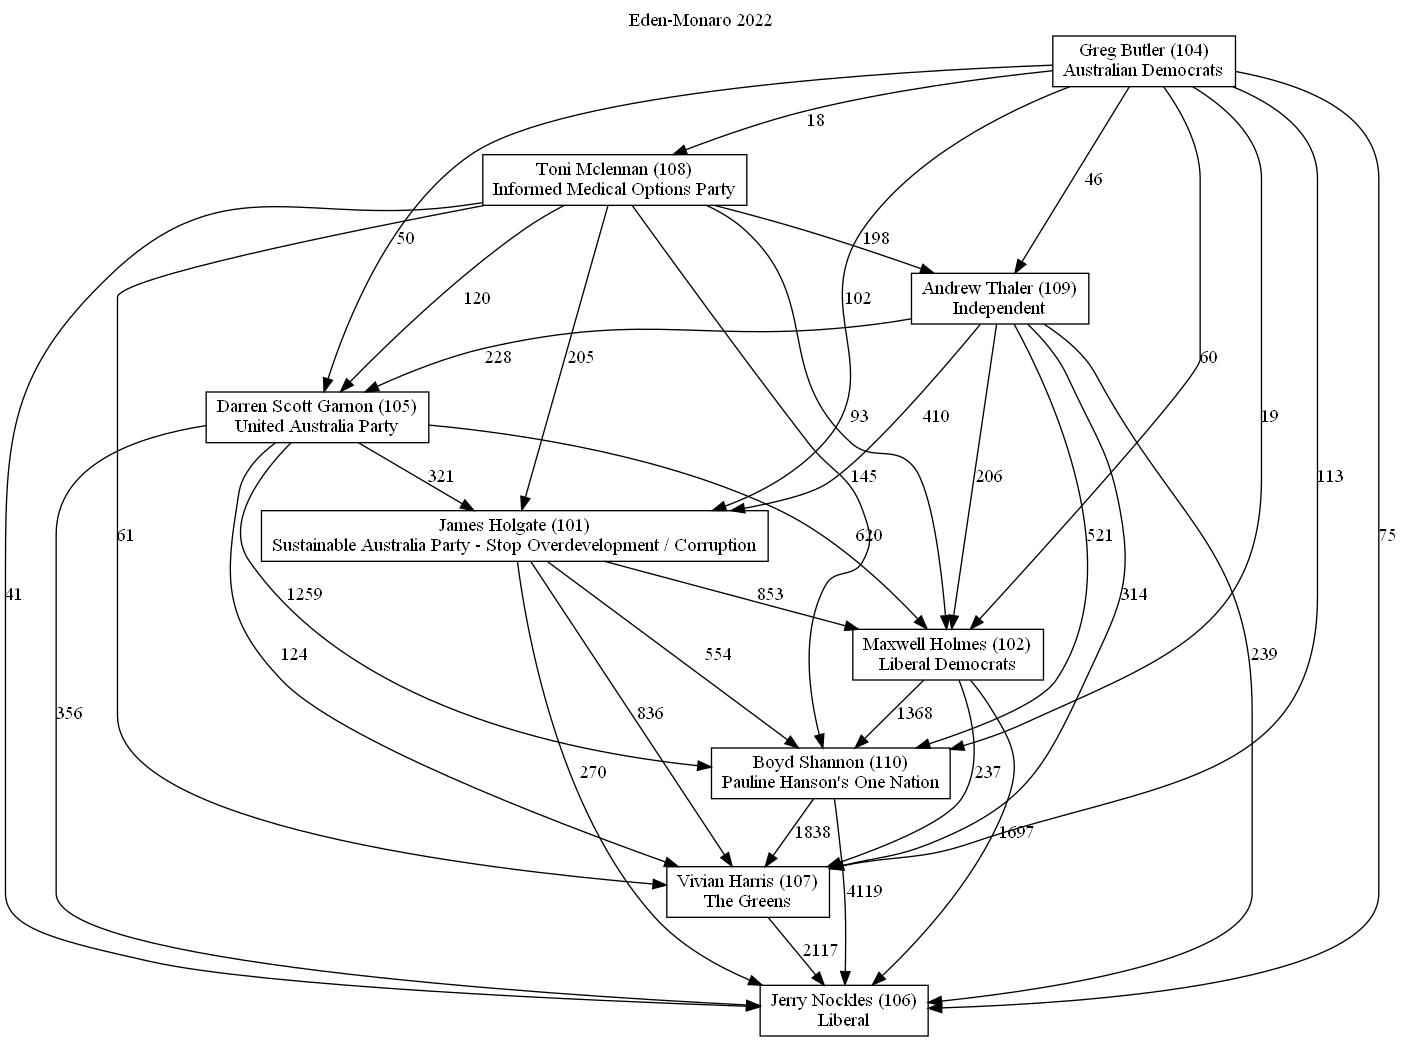 Eden-Monaro 2022
Greg Butler (104)
Australian Democrats
18
Toni Mclennan (108)
Informed Medical Options Party
46
50
198
120
102
Andrew Thaler (109)
Independent
228
205
60
Darren Scott Garnon (105)
United Australia Party
93
410
19
321
145
206
113
James Holgate (101)
Sustainable Australia Party - Stop Overdevelopment / Corruption
61
620
521
75
41
1259
853
314
Maxwell Holmes (102)
Liberal Democrats
124
554
239
356
836
1368
Boyd Shannon (110)
Pauline Hanson's One Nation
270
237
1838
1697
Vivian Harris (107)
The Greens
4119
2117
Jerry Nockles (106)
Liberal